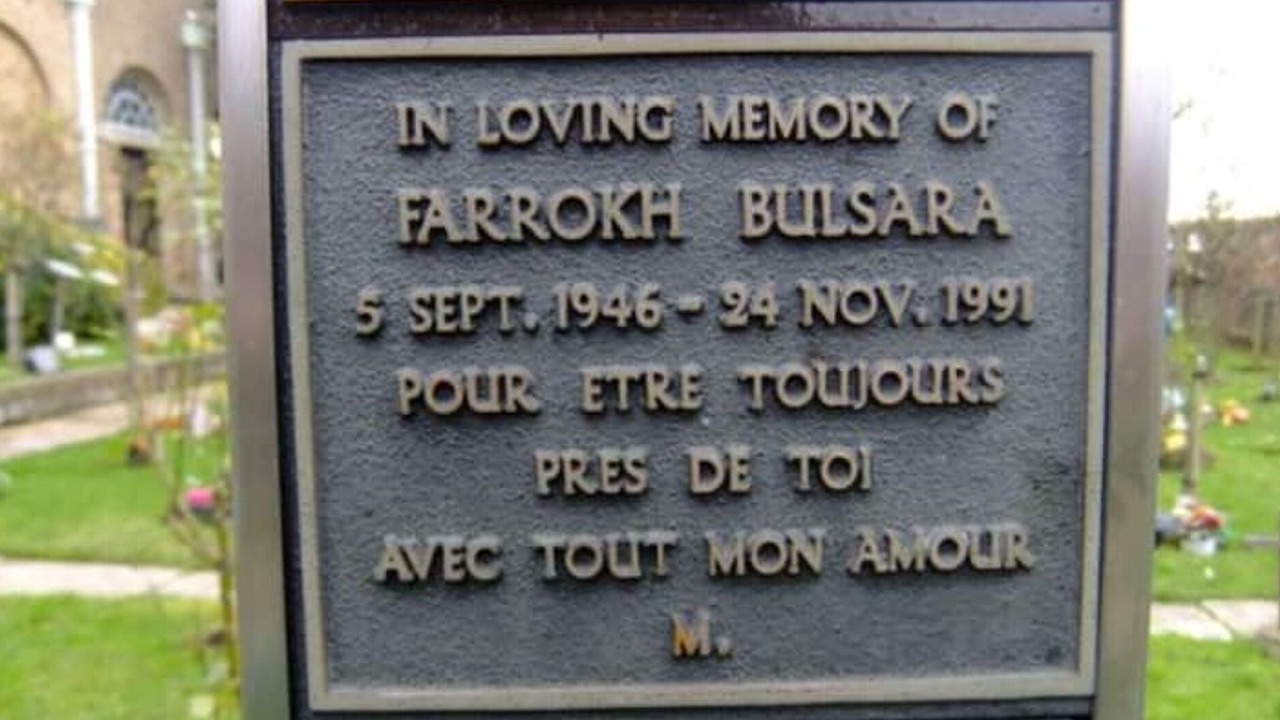 IN LOVING MEMORY OF
FARROKH BULSARA
5 SEPT. 1946 - 24 NOV. 1991
POUR ETRE TOUJOURS
PRES DE TOI
AVEC TOUT MON AMOUR
M.